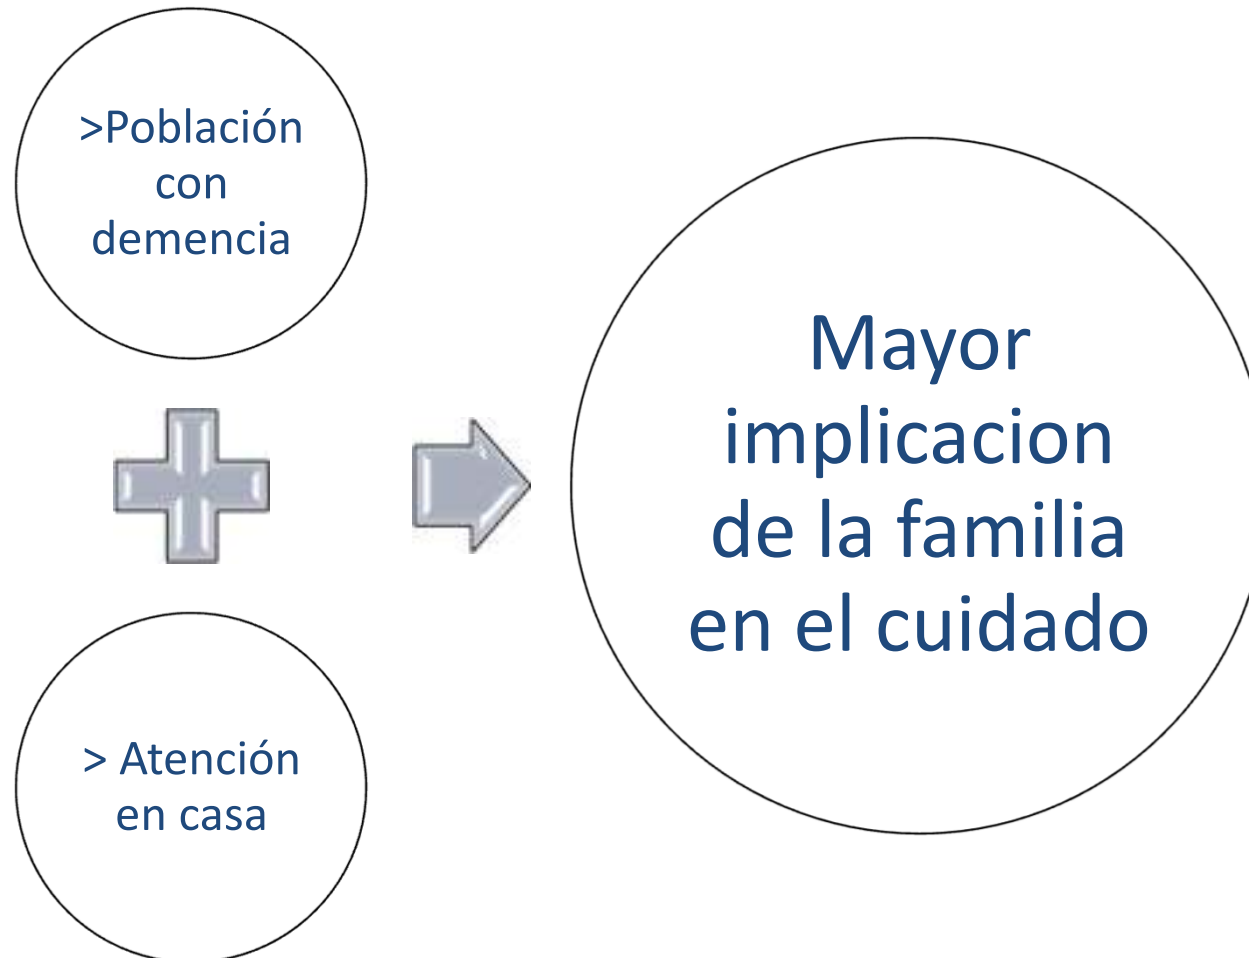 >Población
con
demencia
> Atención
en casa
Mayor
implicacion
de la familia
en el cuidado